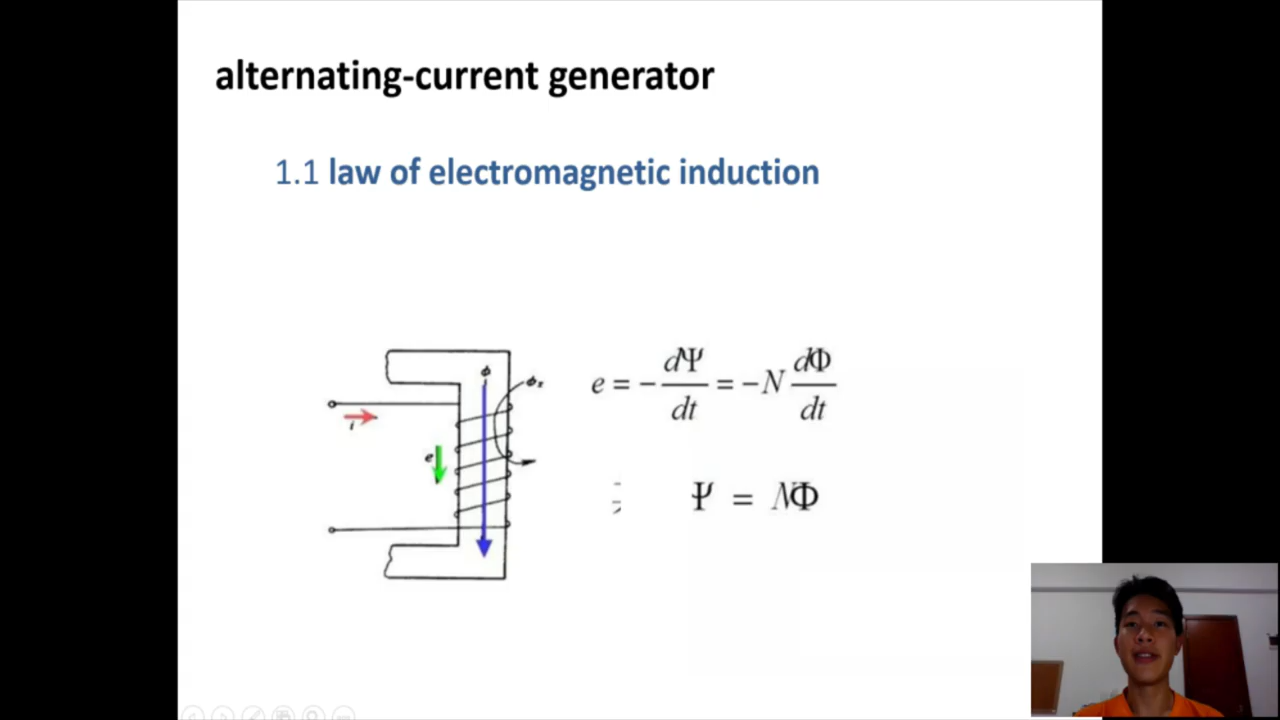 alternating-current generator
1.1 law of electromagnetic induction
ϕ
ϕ
i
e
e = − dΨ/dt = −N dΦ/dt
Ψ = NΦ